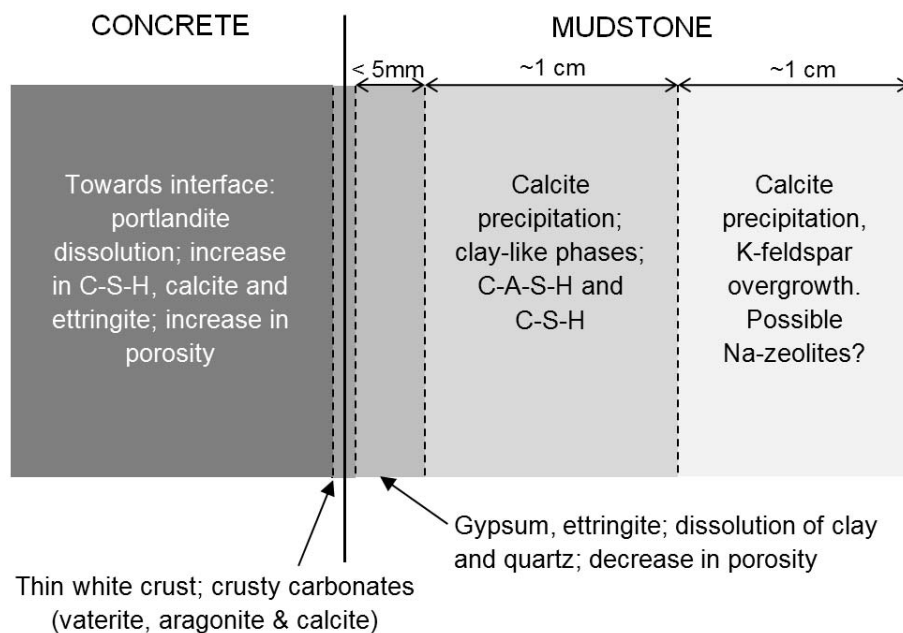 CONCRETE
MUDSTONE
< 5mm
~1 cm
~1 cm
Towards interface:
portlandite
dissolution; increase
in C-S-H, calcite and
ettringite; increase in
porosity
Calcite
precipitation;
clay-like phases;
C-A-S-H and
C-S-H
Calcite
precipitation,
K-feldspar
overgrowth.
Possible
Na-zeolites?
Gypsum, ettringite; dissolution of clay
and quartz; decrease in porosity
Thin white crust; crusty carbonates
(vaterite, aragonite & calcite)